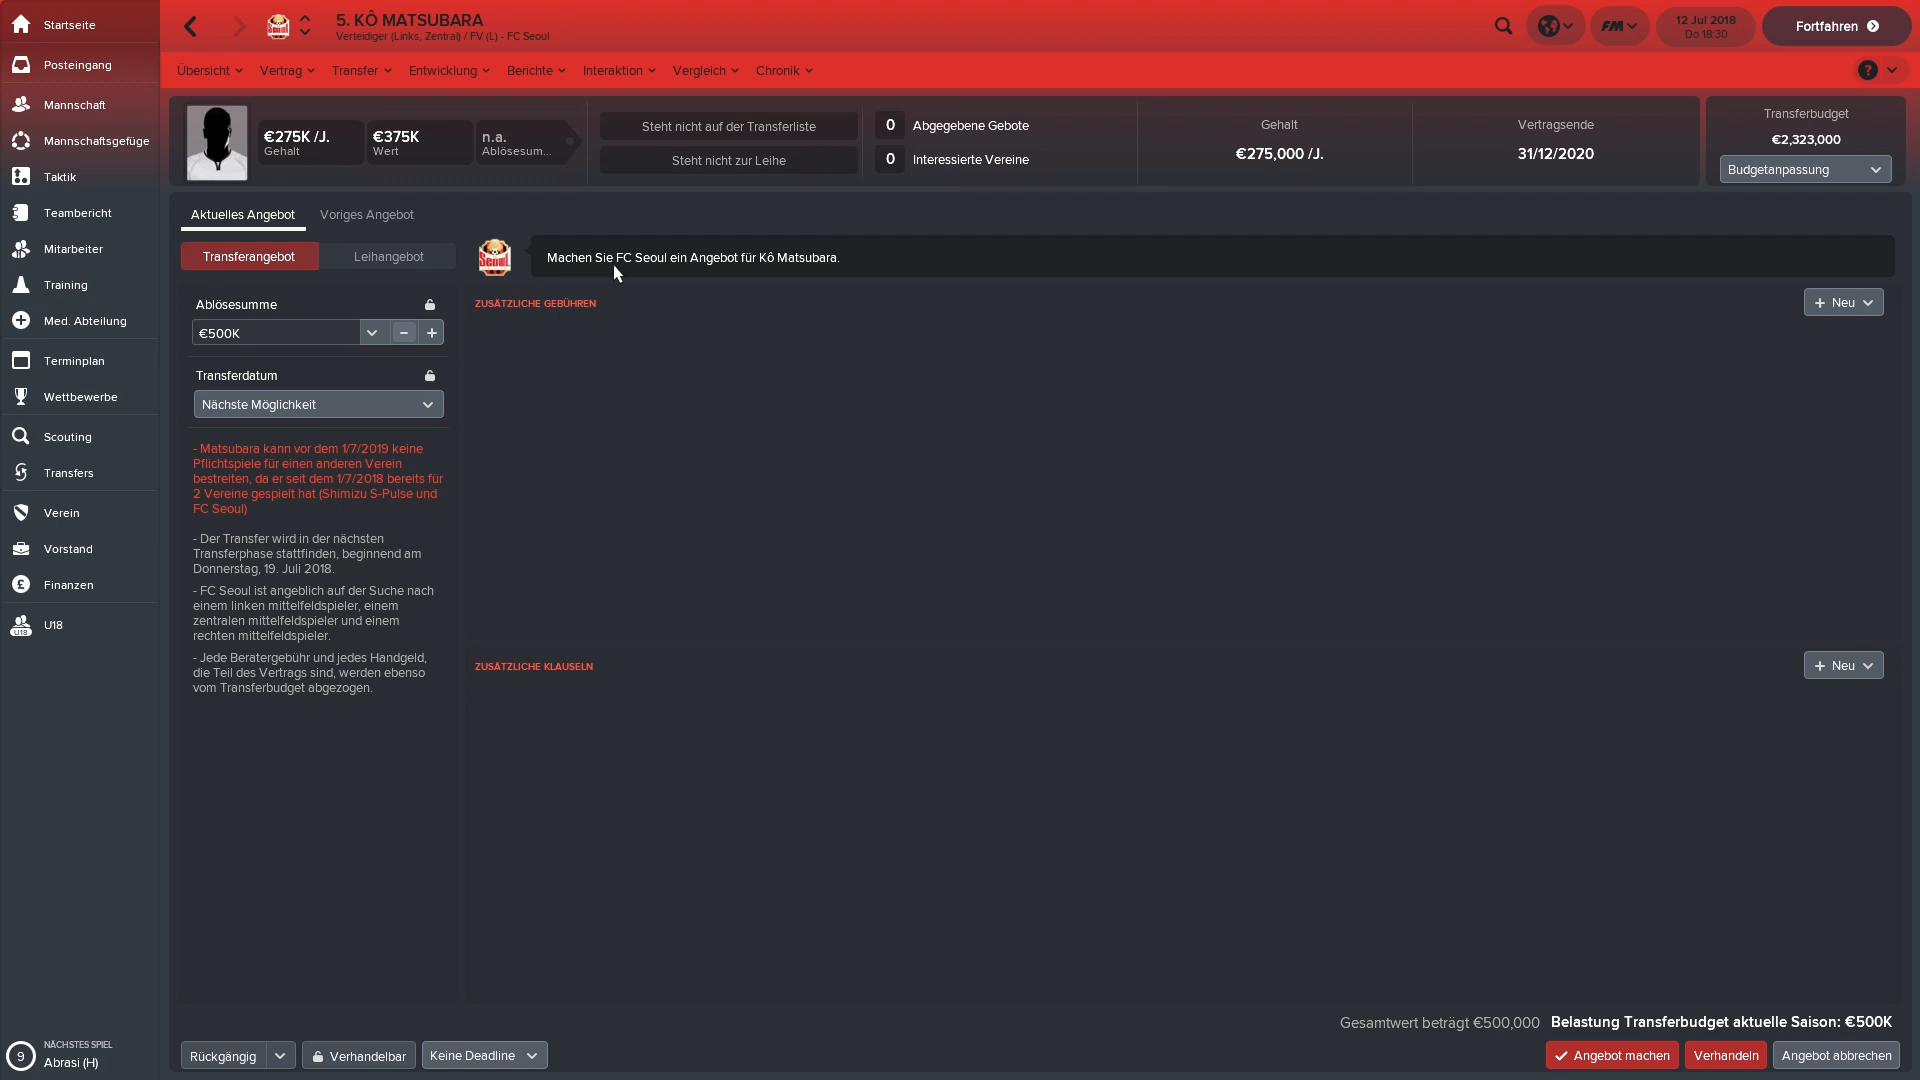 Startseite
Posteingang
Mannschaft
Mannschaftsgefüge
Taktik
Teambericht
Mitarbeiter
Training
Med. Abteilung
Terminplan
Wettbewerbe
Scouting
Transfers
Verein
Vorstand
Finanzen
U18
U18
NÄCHSTES SPIEL
9
Abrasi (H)
5. KÔ MATSUBARA
Verteidiger (Links, Zentral) / FV (L) - FC Seoul
FM
12 Jul 2018
Do 18:30
Fortfahren
Übersicht
Vertrag
Transfer
Entwicklung
Berichte
Interaktion
Vergleich
Chronik
?
€275K /J.
Gehalt
€375K
Wert
n.a.
Ablösesum...
Steht nicht auf der Transferliste
Steht nicht zur Leihe
0 Abgegebene Gebote
0 Interessierte Vereine
Gehalt
€275,000 /J.
Vertragsende
31/12/2020
Transferbudget
€2,323,000
Budgetanpassung
Aktuelles Angebot
Voriges Angebot
Transferangebot
Leihangebot
SEOUL
Machen Sie FC Seoul ein Angebot für Kô Matsubara.
Ablösesumme
€500K
Transferdatum
Nächste Möglichkeit
- Matsubara kann vor dem 1/7/2019 keine
Pflichtspiele für einen anderen Verein
bestreiten, da er seit dem 1/7/2018 bereits für
2 Vereine gespielt hat (Shimizu S-Pulse und
FC Seoul)
- Der Transfer wird in der nächsten
Transferphase stattfinden, beginnend am
Donnerstag, 19. Juli 2018.
- FC Seoul ist angeblich auf der Suche nach
einem linken mittelfeldspieler, einem
zentralen mittelfeldspieler und einem
rechten mittelfeldspieler.
- Jede Beratergebühr und jedes Handgeld,
die Teil des Vertrags sind, werden ebenso
vom Transferbudget abgezogen.
ZUSÄTZLICHE GEBÜHREN
+ Neu
ZUSÄTZLICHE KLAUSELN
+ Neu
Gesamtwert beträgt €500,000 Belastung Transferbudget aktuelle Saison: €500K
Rückgängig
Verhandelbar
Keine Deadline
Angebot machen
Verhandeln
Angebot abbrechen